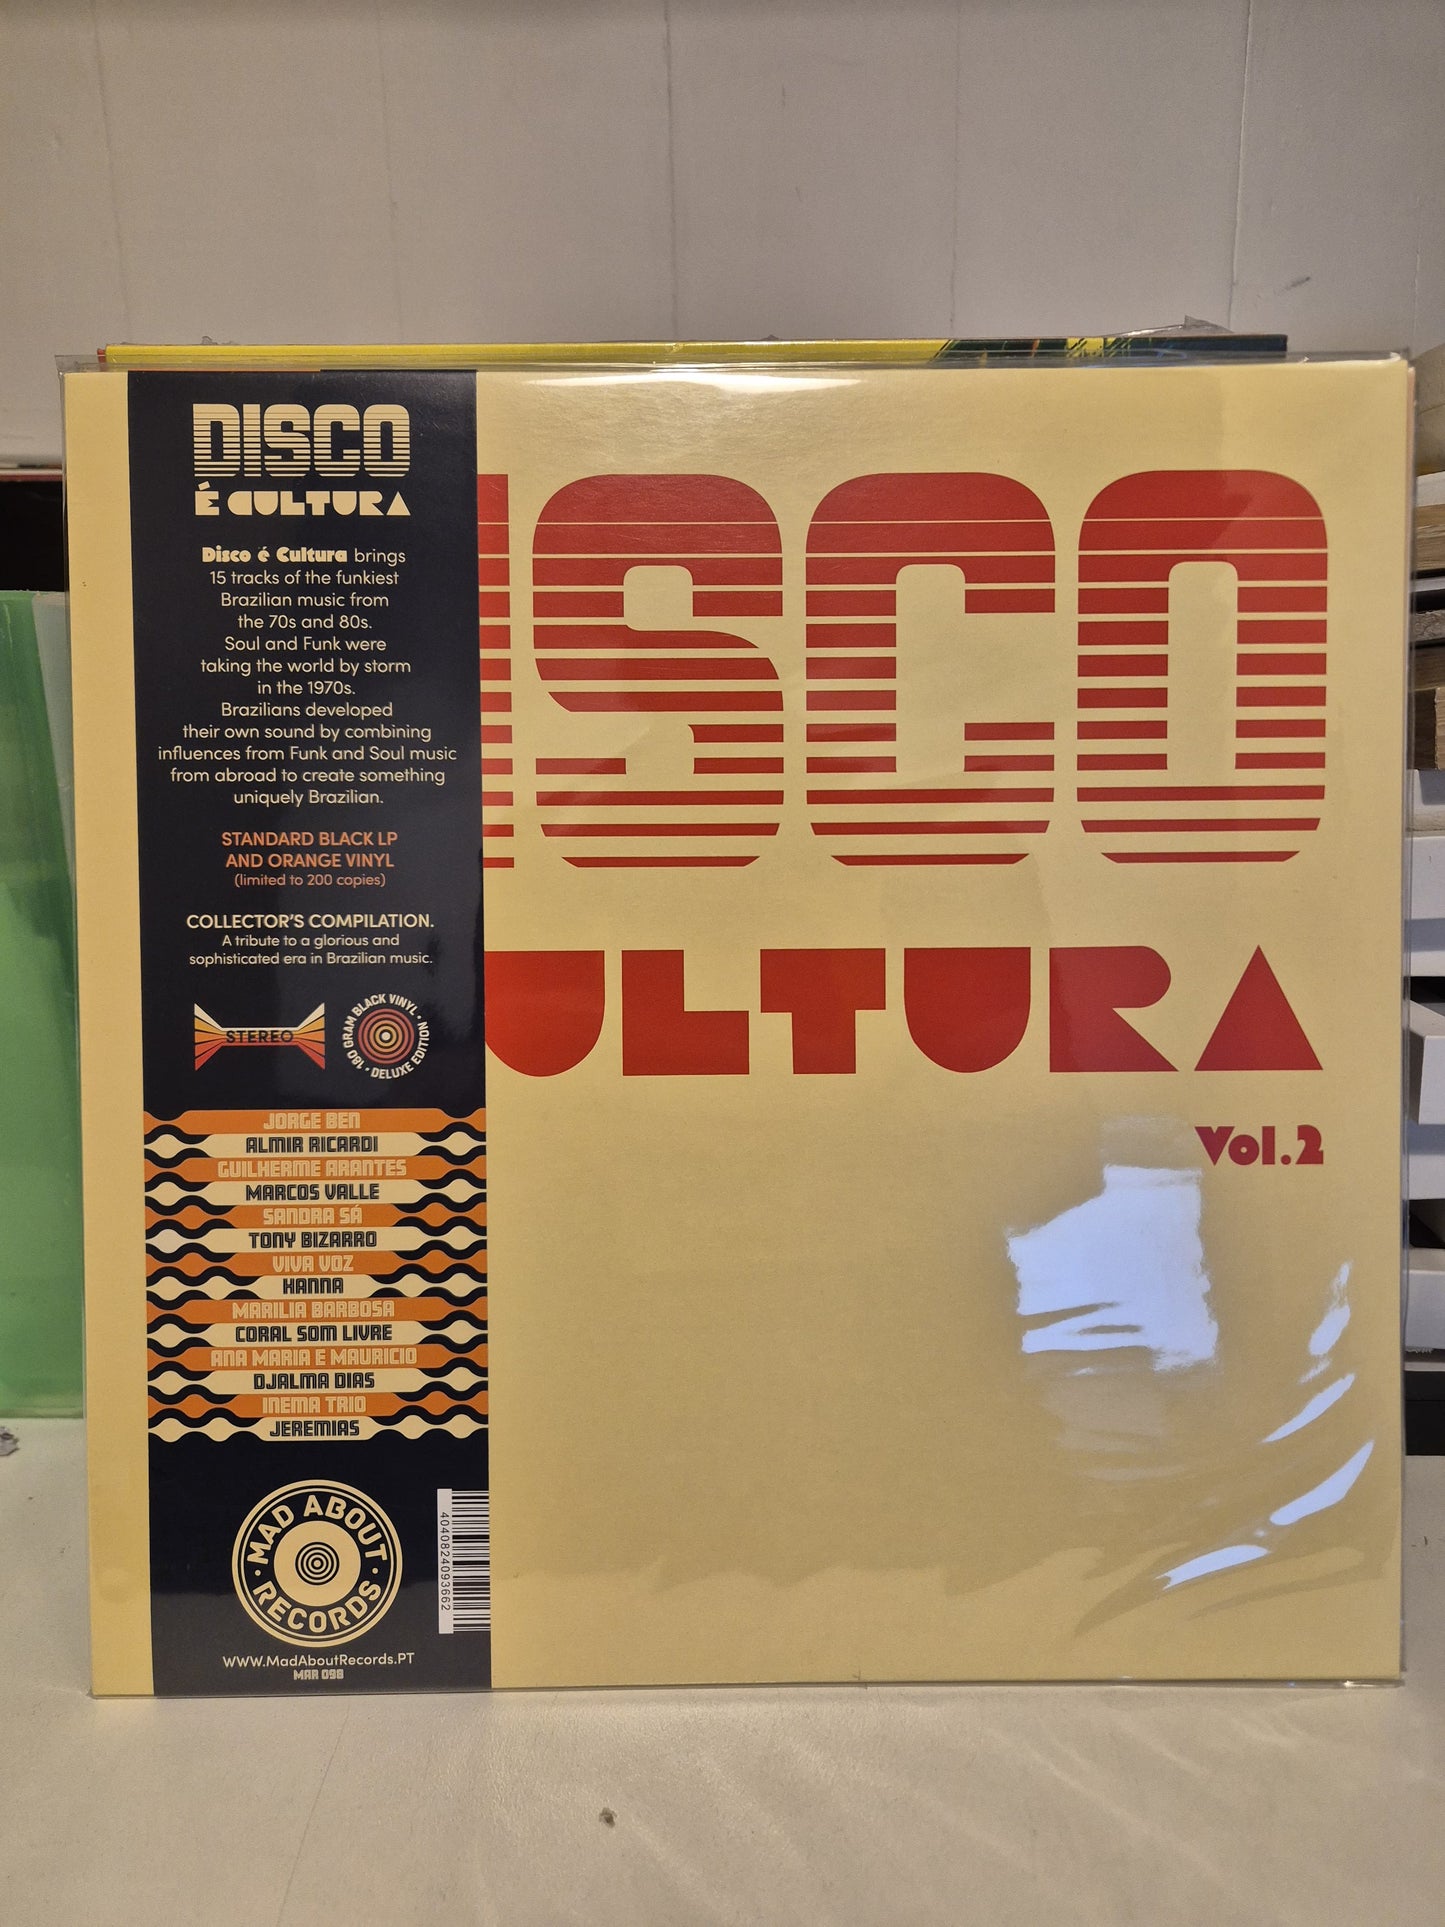 DISCO
É CULTURA
Disco é Cultura brings
15 tracks of the funkiest
Brazilian music from
the 70s and 80s.
Soul and Funk were
taking the world by storm
in the 1970s.
Brazilians developed
their own sound by combining
influences from Funk and Soul music
from abroad to create something
uniquely Brazilian.
STANDARD BLACK LP
AND ORANGE VINYL
(limited to 200 copies)
COLLECTOR'S COMPILATION.
A tribute to a glorious and
sophisticated era in Brazilian music.
STEREO
180 GRAM BLACK VINYL • DELUXE EDITION •
JORGE BEN
ALMIR RICARDI
GUILHERME ARANTES
MARCOS VALLE
SANDRA SÁ
TONY BIZARRO
VIVA VOZ
HANNA
MARILIA BARBOSA
CORAL SOM LIVRE
ANA MARIA E MAURICIO
DJALMA DIAS
INEMA TRIO
JEREMIAS
MAD ABOUT
• RECORDS •
4040824093662
WWW.MadAboutRecords.PT
MAR 098
ISCO
ULTURA
Vol.2